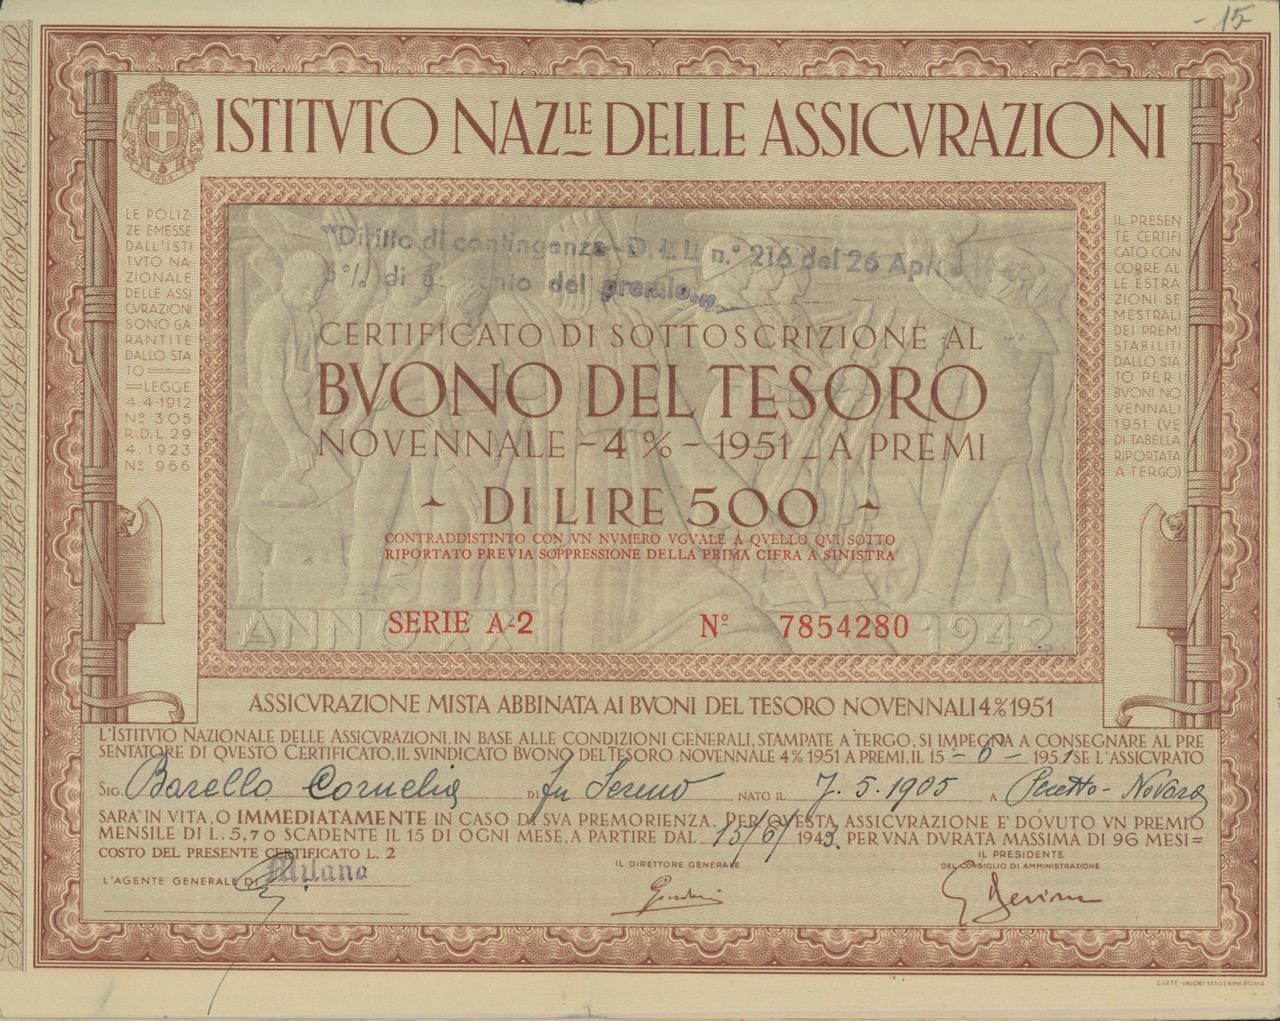 - 15
ISTITVTO NAZLE DELLE ASSICVRAZIONI
LE POLIZ
ZE EMESSE
DALL'ISTI
TVTO NA
ZIONALE
DELLE ASSI
CVRAZIONI
SONO GA
RANTITE
DALLO STA
TO
LEGGE
4-4-1912
Nº 305
R.D.L. 29
4. 1923
Nº 966
"Diritto di contingenza - D. L. L. n.º 216 del 26
5% di del premio
CERTIFICATO DI SOTTOSCRIZIONE AL
BVONO DEL TESORO
NOVENNALE - 4 % - 1951 - A PREMI
DI LIRE 500
CONTRADDISTINTO CON VN NVMERO VGVALE A QVELLO QVI SOTTO
RIPORTATO PREVIA SOPPRESSIONE DELLA PRIMA CIFRA A SINISTRA
SERIE A-2 Nº 7854280
ANNO 1942
IL PRESEN
TE CERTIFI
CATO CON
CORRE AL
LE ESTRA
ZIONI SE
MESTRALI
DEI PREMI
STABILITI
DALLO STA
TO PER I
BVONI NO
VENNALI
1951 (VE
DI TABELLA
RIPORTATA
A TERGO)
ASSICVRAZIONE MISTA ABBINATA AI BVONI DEL TESORO NOVENNALI 4% 1951
L'ISTITVTO NAZIONALE DELLE ASSICVRAZIONI, IN BASE ALLE CONDIZIONI GENERALI, STAMPATE A TERGO, SI IMPEGNA A CONSEGNARE AL PRE
SENTATORE DI QVESTO CERTIFICATO, IL SVINDICATO BVONO DEL TESORO NOVENNALE 4% 1951 A PREMI, IL 15 - 6 - 1951 SE L'ASSICVRATO
SIG. Barello Cornelia DI fu Sereno NATO IL 7. 5. 1905 A Pecetto - Novara
SARA' IN VITA, O IMMEDIATAMENTE IN CASO DI SVA PREMORIENZA. PER QVESTA ASSICVRAZIONE E' DOVVTO VN PREMIO
MENSILE DI L. 5,70 SCADENTE IL 15 DI OGNI MESE, A PARTIRE DAL 15/6/1943. PER VNA DVRATA MASSIMA DI 96 MESI=
COSTO DEL PRESENTE CERTIFICATO L. 2
L'AGENTE GENERALE DI Milano
IL DIRETTORE GENERALE
IL PRESIDENTE
DEL CONSIGLIO DI AMMINISTRAZIONE
CARTE-VALORI STADERINI ROMA